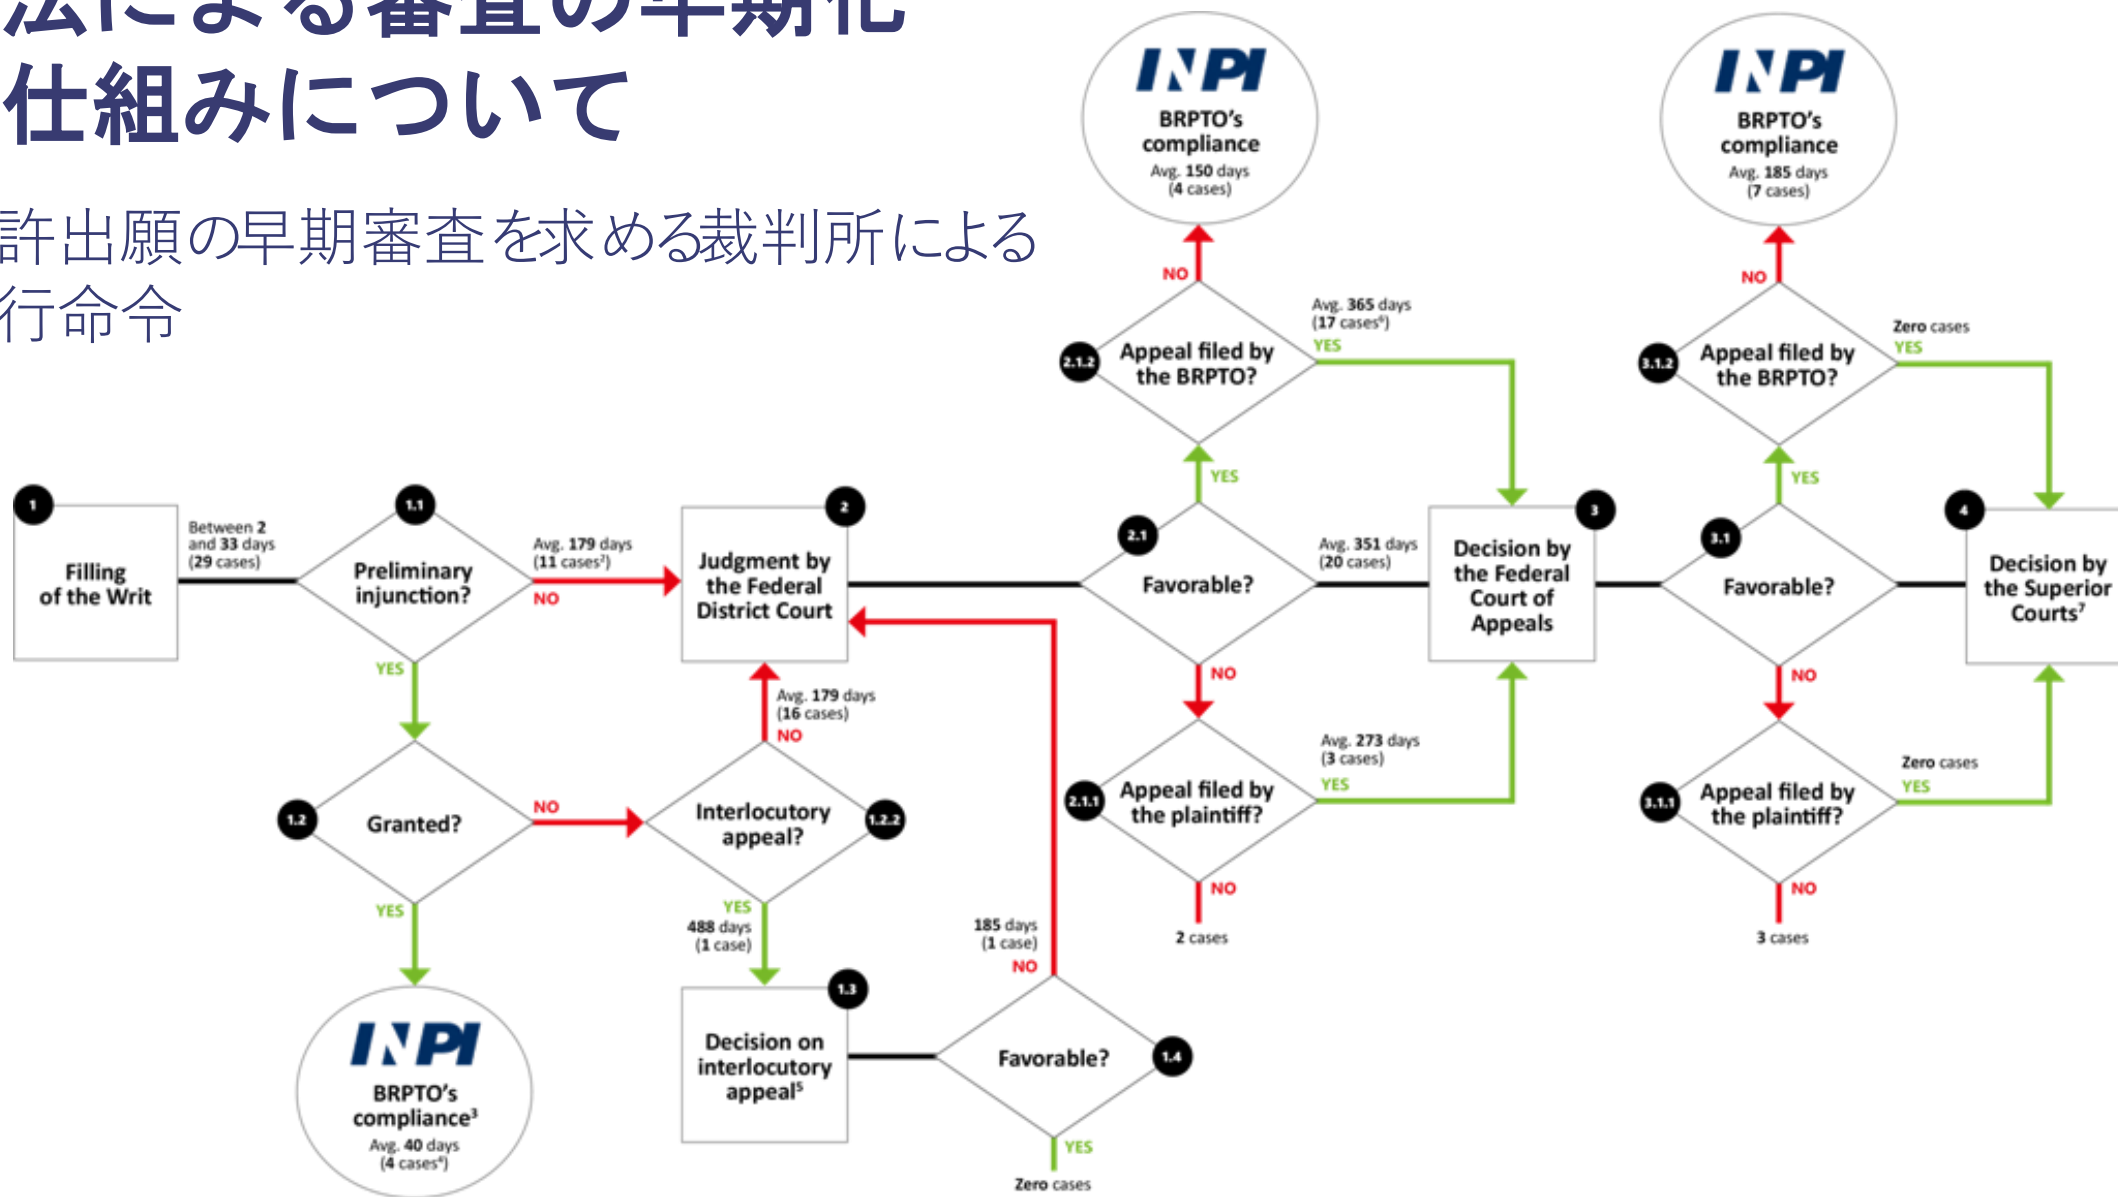 法による審査の早期化
仕組みについて
許出願の早期審査を求める裁判所による
行命令
INPI
BRPTO's
compliance
Avg. 150 days
(4 cases)
NO
2.1.2
Appeal filed by
the BRPTO?
Avg. 365 days
(17 cases⁶)
YES
YES
INPI
BRPTO's
compliance
Avg. 185 days
(7 cases)
NO
3.1.2
Appeal filed by
the BRPTO?
Zero cases
YES
YES
1
Filling
of the Writ
Between 2
and 33 days
(29 cases)
1.1
Preliminary
injunction?
Avg. 179 days
(11 cases²)
NO
YES
2
Judgment by
the Federal
District Court
2.1
Favorable?
Avg. 351 days
(20 cases)
NO
3
Decision by
the Federal
Court of
Appeals
3.1
Favorable?
NO
4
Decision by
the Superior
Courts⁷
1.2
Granted?
NO
YES
Avg. 179 days
(16 cases)
NO
Interlocutory
appeal?
1.2.2
YES
488 days
(1 case)
2.1.1
Appeal filed by
the plaintiff?
Avg. 273 days
(3 cases)
YES
NO
2 cases
3.1.1
Appeal filed by
the plaintiff?
Zero cases
YES
NO
3 cases
INPI
BRPTO's
compliance³
Avg. 40 days
(4 cases⁴)
1.3
Decision on
interlocutory
appeal⁵
185 days
(1 case)
NO
Favorable?
1.4
YES
Zero cases